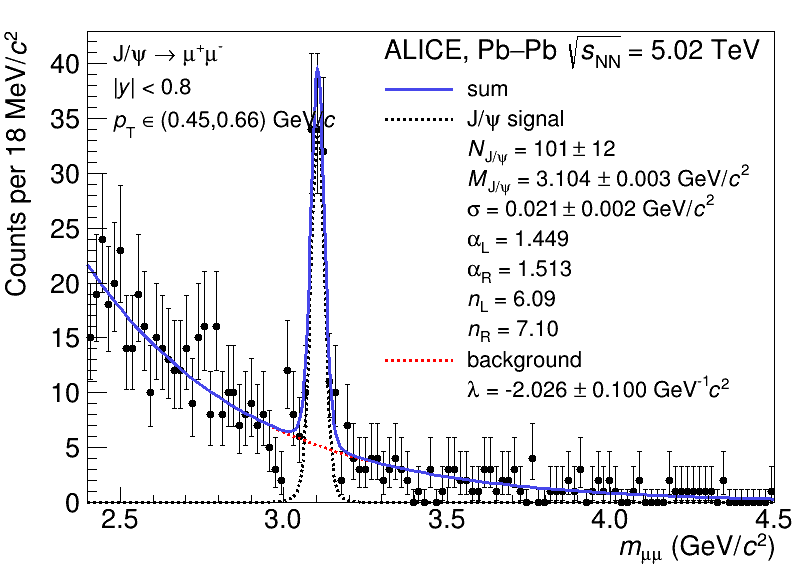 J/ψ → μ⁺μ⁻
|y| < 0.8
p_T ∈ (0.45,0.66) GeV/c
ALICE, Pb–Pb √s_NN = 5.02 TeV
sum
J/ψ signal
N_J/ψ = 101 ± 12
M_J/ψ = 3.104 ± 0.003 GeV/c²
σ = 0.021 ± 0.002 GeV/c²
α_L = 1.449
α_R = 1.513
n_L = 6.09
n_R = 7.10
background
λ = -2.026 ± 0.100 GeV⁻¹c²
Counts per 18 MeV/c²
40
35
30
25
20
15
10
5
0
2.5 3.0 3.5 4.0 4.5
m_μμ (GeV/c²)